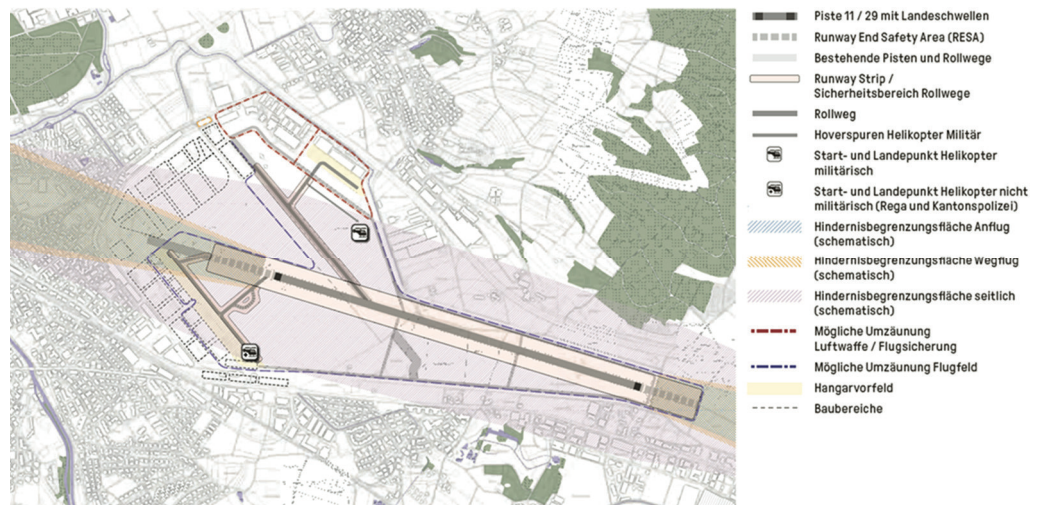 Piste 11 / 29 mit Landeschwellen
Runway End Safety Area (RESA)
Bestehende Pisten und Rollwege
Runway Strip /
Sicherheitsbereich Rollwege
Rollweg
Hoverspuren Helikopter Militär
Start- und Landepunkt Helikopter
militärisch
Start- und Landepunkt Helikopter nicht
militärisch (Rega und Kantonspolizei)
Hindernisbegrenzungsfläche Anflug
(schematisch)
Hindernisbegrenzungsfläche Wegflug
(schematisch)
Hindernisbegrenzungsfläche seitlich
(schematisch)
Mögliche Umzäunung
Luftwaffe / Flugsicherung
Mögliche Umzäunung Flugfeld
Hangarvorfeld
Baubereiche